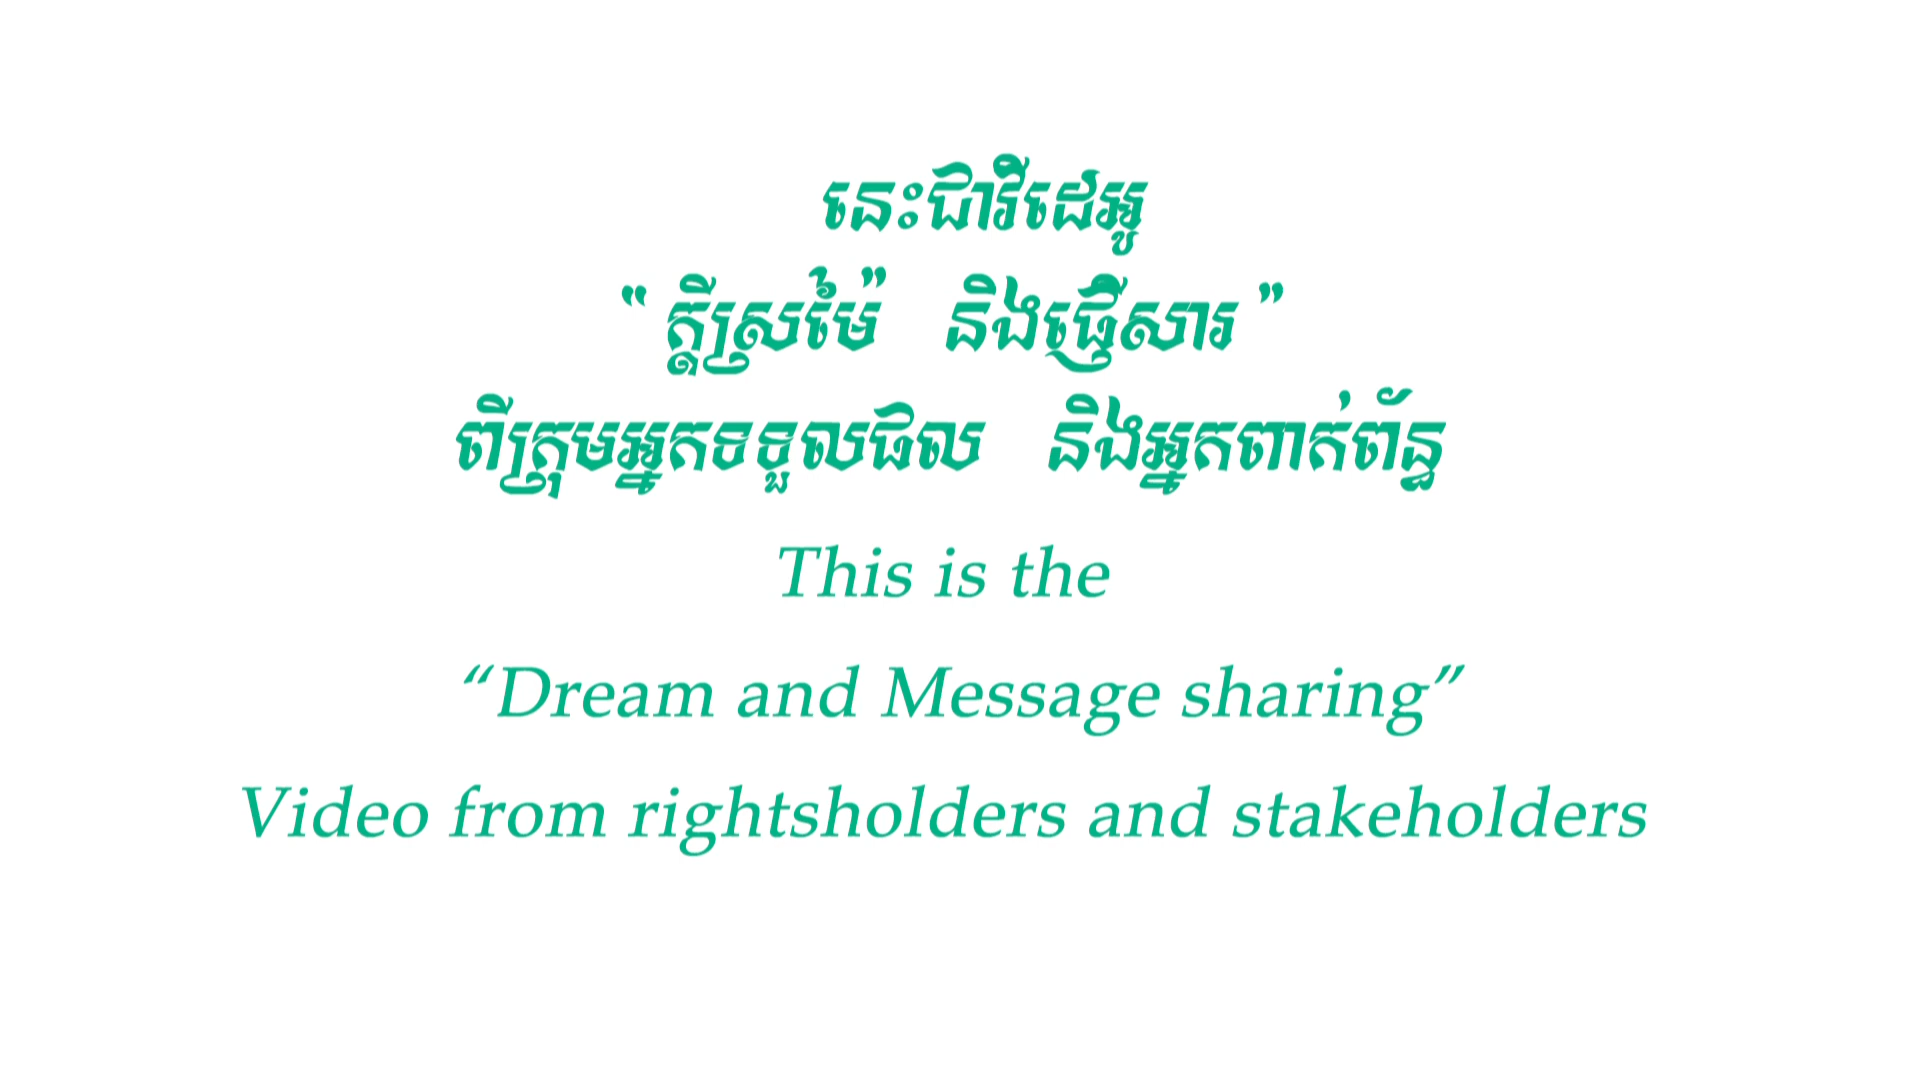 នេះជាវីដេអូ
“ ក្តីស្រម៉ៃ និងផ្ញើសារ ”
ពីក្រុមអ្នកទទួលផល និងអ្នកពាក់ព័ន្ធ
This is the
“Dream and Message sharing”
Video from rightsholders and stakeholders